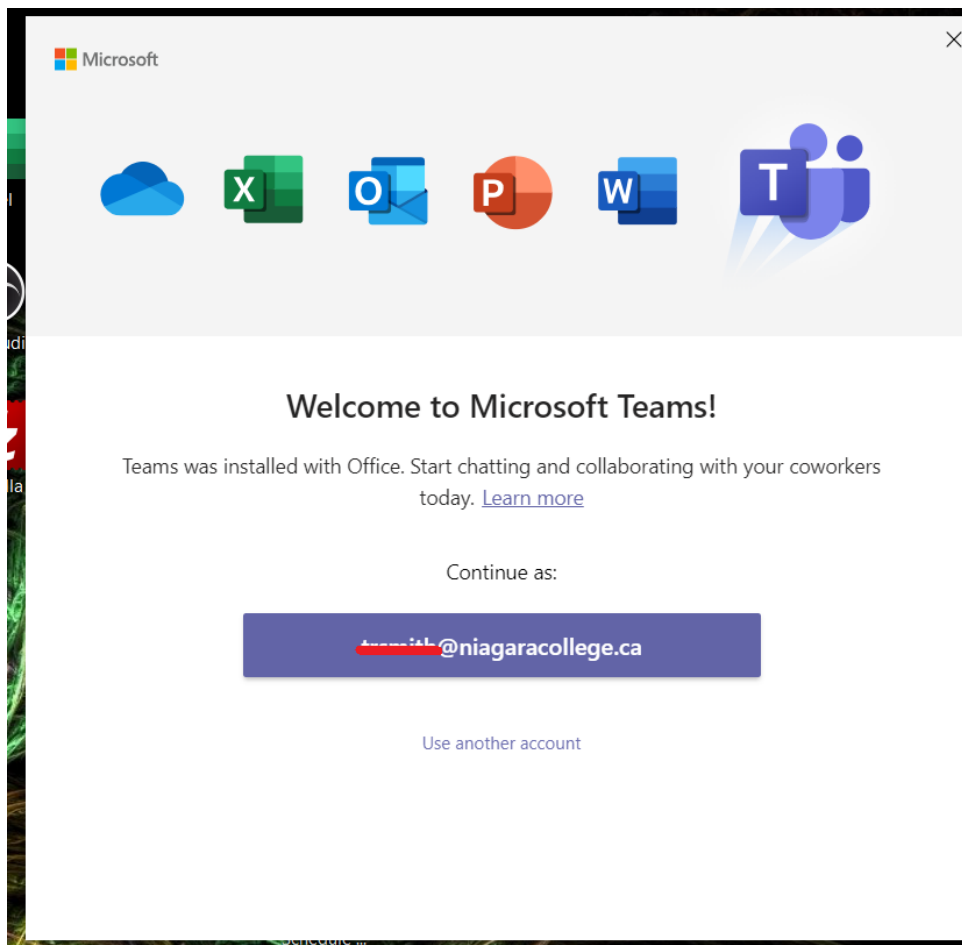 Microsoft
X
O
P
W
T
Welcome to Microsoft Teams!
Teams was installed with Office. Start chatting and collaborating with your coworkers
today. Learn more
Continue as:
@niagaracollege.ca
Use another account